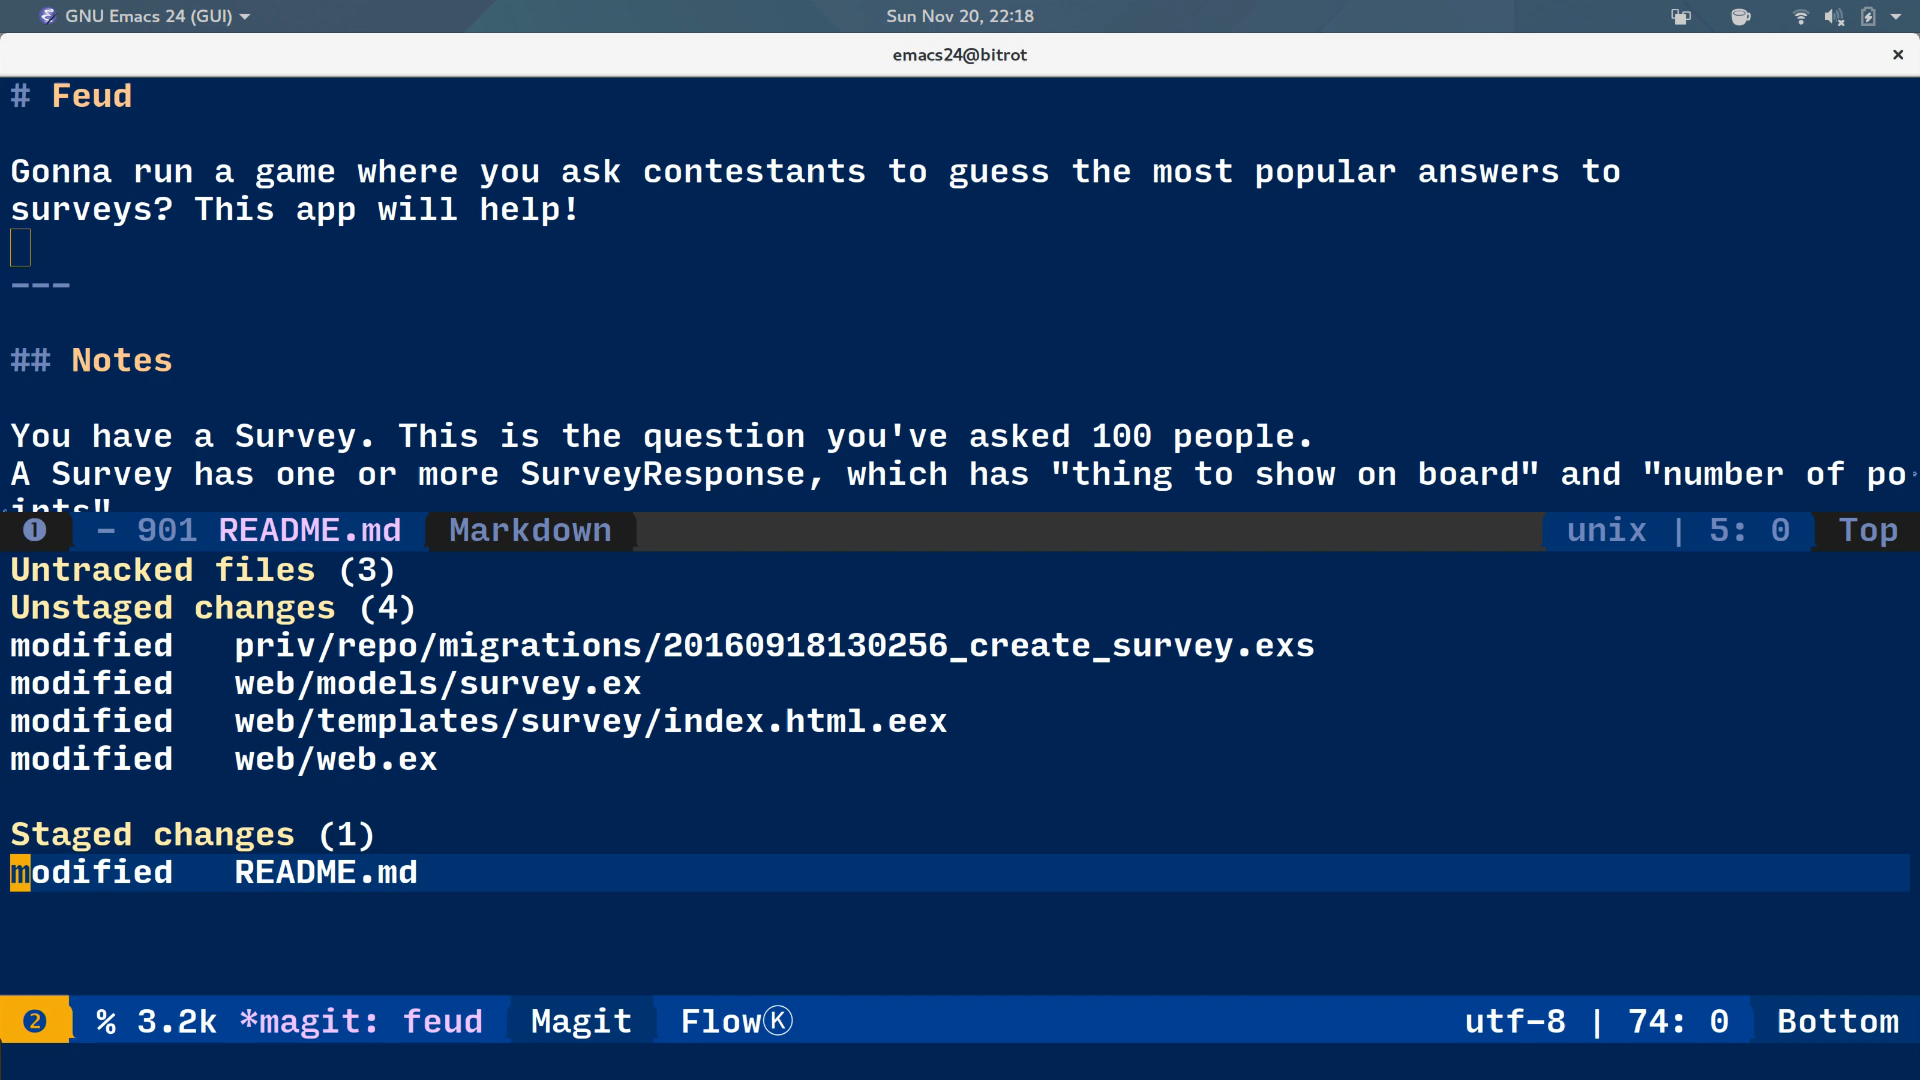 GNU Emacs 24 (GUI)
Sun Nov 20, 22:18
emacs24@bitrot
# Feud
Gonna run a game where you ask contestants to guess the most popular answers to
surveys? This app will help!
---
## Notes
You have a Survey. This is the question you've asked 100 people.
A Survey has one or more SurveyResponse, which has "thing to show on board" and "number of po
ints"
❶ - 901 README.md Markdown unix | 5: 0 Top
Untracked files (3)
Unstaged changes (4)
modified priv/repo/migrations/20160918130256_create_survey.exs
modified web/models/survey.ex
modified web/templates/survey/index.html.eex
modified web/web.ex
Staged changes (1)
modified README.md
❷ % 3.2k *magit: feud Magit FlowⓀ utf-8 | 74: 0 Bottom